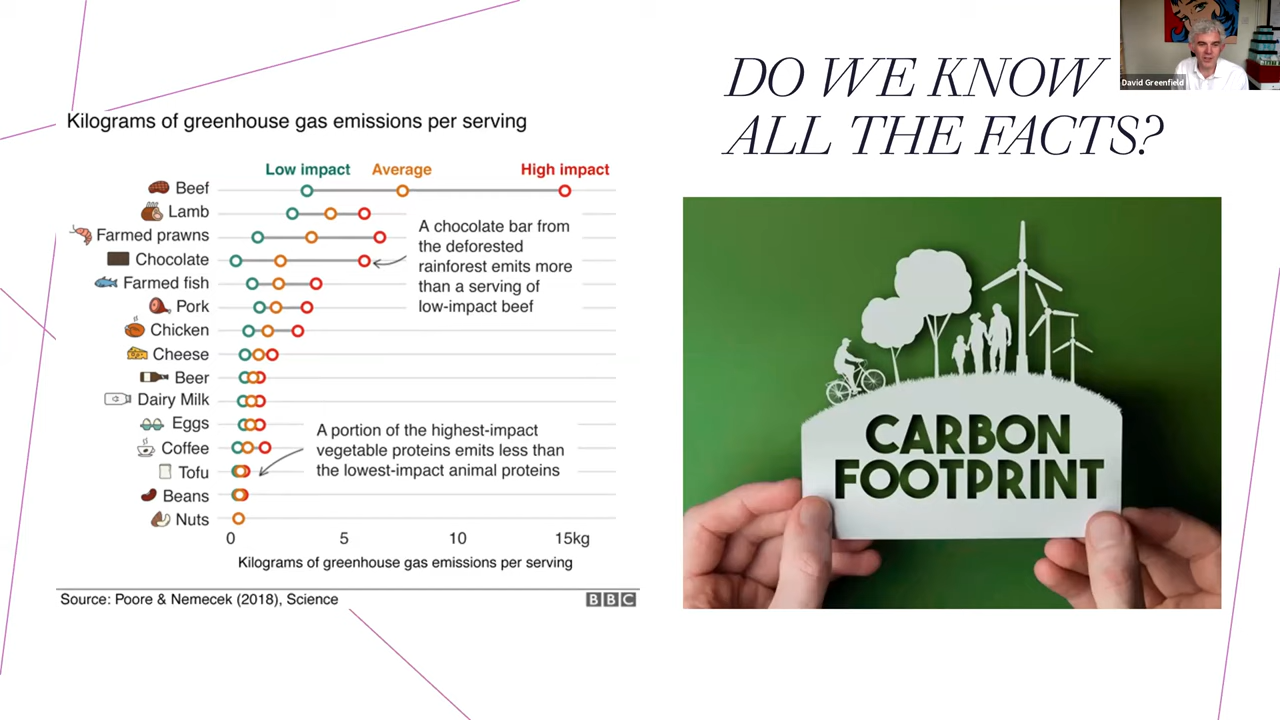 DO WE KNOW
ALL THE FACTS?
David Greenfield
Kilograms of greenhouse gas emissions per serving
Low impact
Average
High impact
Beef
Lamb
Farmed prawns
Chocolate
Farmed fish
Pork
Chicken
Cheese
Beer
Dairy Milk
Eggs
Coffee
Tofu
Beans
Nuts
A chocolate bar from
the deforested
rainforest emits more
than a serving of
low-impact beef
A portion of the highest-impact
vegetable proteins emits less than
the lowest-impact animal proteins
0
5
10
15kg
Kilograms of greenhouse gas emissions per serving
Source: Poore & Nemecek (2018), Science
BBC
CARBON
FOOTPRINT